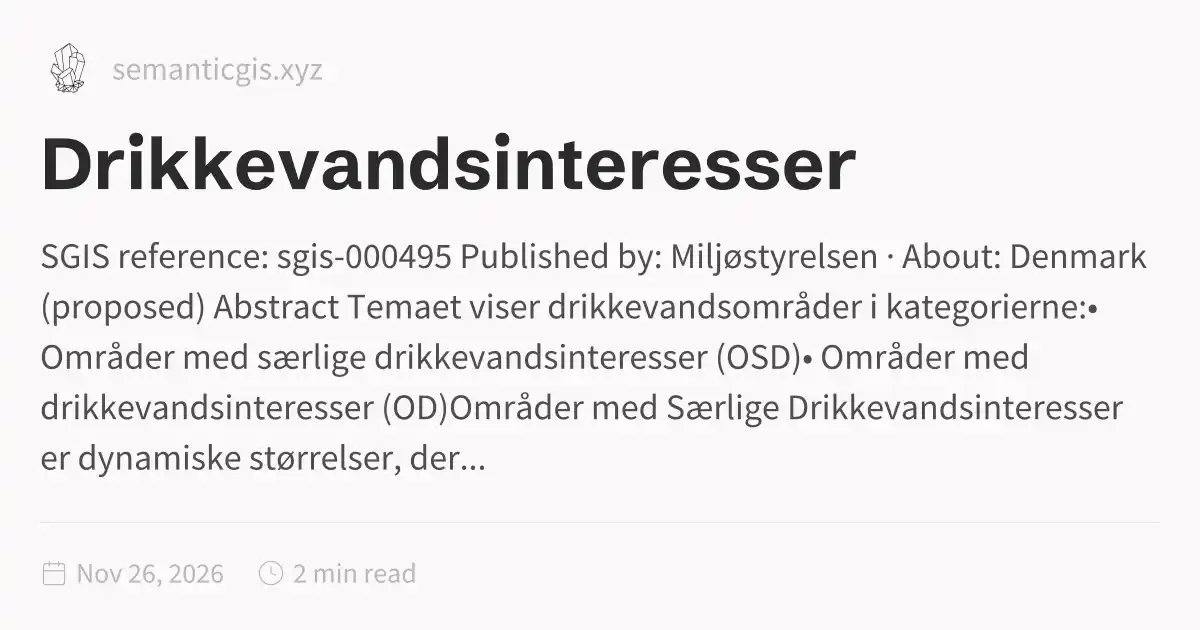 semanticgis.xyz
Drikkevandsinteresser
SGIS reference: sgis-000495 Published by: Miljøstyrelsen · About: Denmark
(proposed) Abstract Temaet viser drikkevandsområder i kategorierne:•
Områder med særlige drikkevandsinteresser (OSD)• Områder med
drikkevandsinteresser (OD)Områder med Særlige Drikkevandsinteresser
er dynamiske størrelser, der...
Nov 26, 2026 2 min read